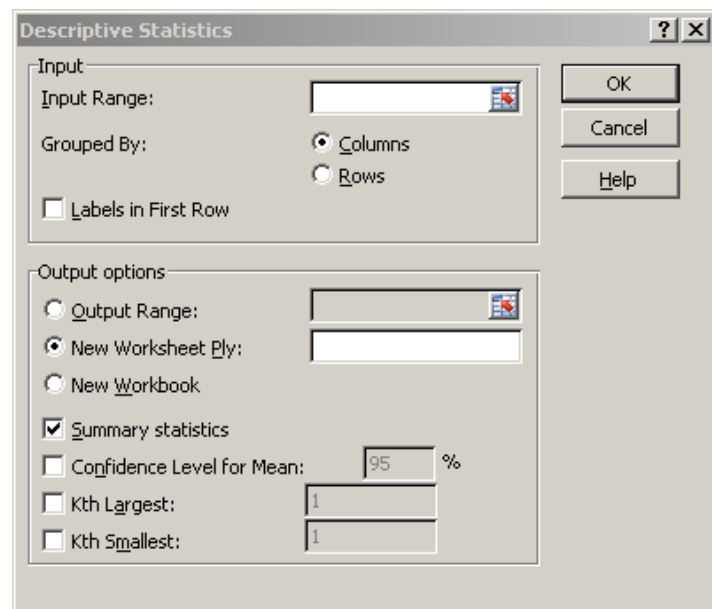 Descriptive Statistics
Input
Input Range:
OK
Cancel
Grouped By:
Columns
Rows
Help
Labels in First Row
Output options
Output Range:
New Worksheet Ply:
New Workbook
Summary statistics
Confidence Level for Mean: 95 %
Kth Largest: 1
Kth Smallest: 1